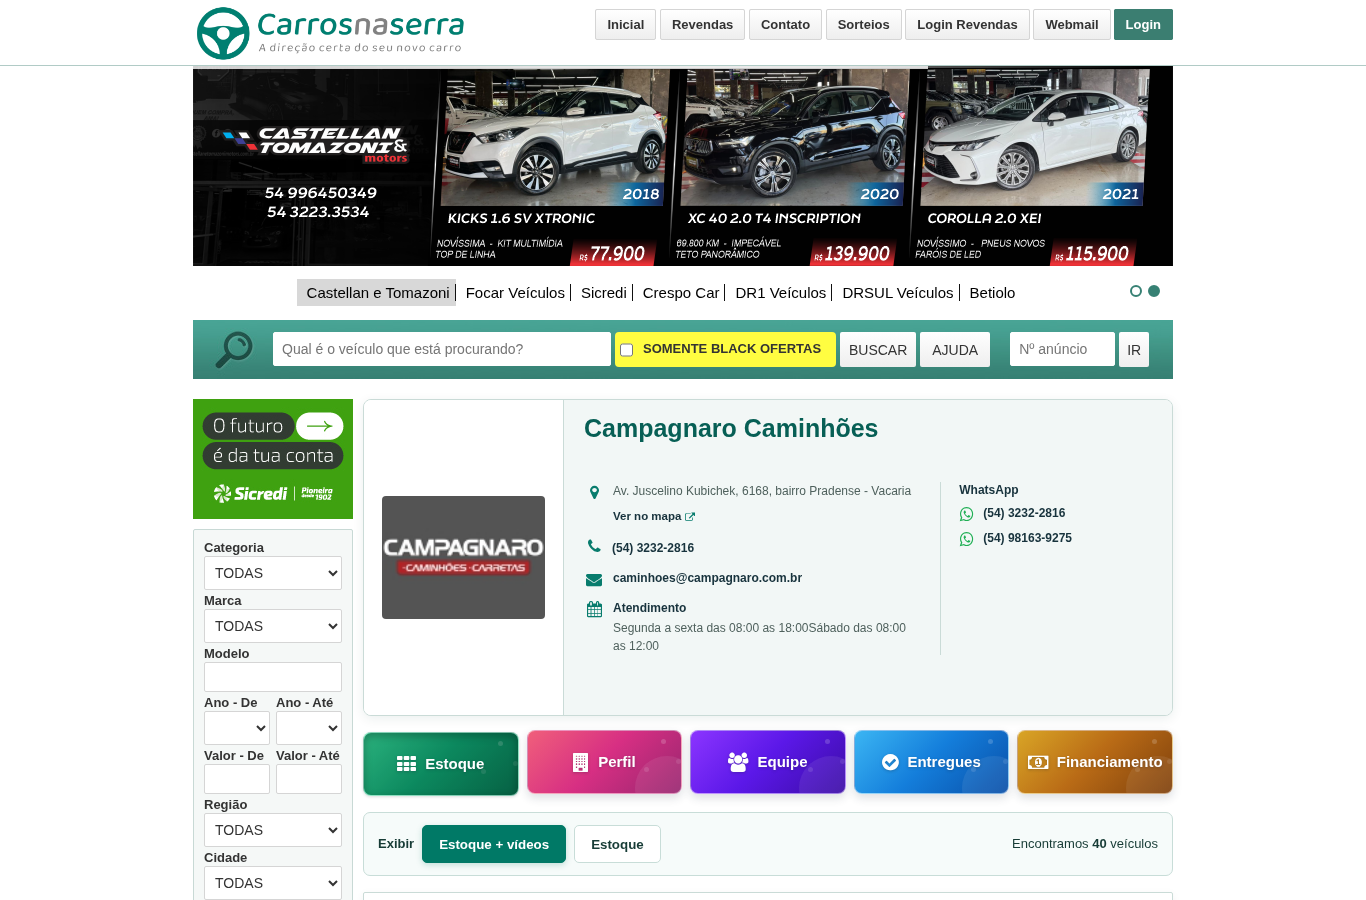 Carrosnaserra
A direção certa do seu novo carro
Inicial
Revendas
Contato
Sorteios
Login Revendas
Webmail
Login
CASTELLAN
TOMAZONI&
motors
54 996450349
54 3223.3534
2018
KICKS 1.6 SV XTRONIC
NOVÍSSIMA - KIT MULTIMÍDIA
TOP DE LINHA
R$ 77.900
2020
XC 40 2.0 T4 INSCRIPTION
69.800 KM - IMPECÁVEL
TETO PANORÂMICO
R$ 139.900
2021
COROLLA 2.0 XEI
NOVÍSSIMO - PNEUS NOVOS
FARÓIS DE LED
R$ 115.900
Castellan e Tomazoni
Focar Veículos
Sicredi
Crespo Car
DR1 Veículos
DRSUL Veículos
Betiolo
Qual é o veículo que está procurando?
SOMENTE BLACK OFERTAS
BUSCAR
AJUDA
Nº anúncio
IR
O futuro
é da tua conta
Sicredi
Pioneira
desde 1902
Categoria
TODAS
Marca
TODAS
Modelo
Ano - De
Ano - Até
Valor - De
Valor - Até
Região
TODAS
Cidade
TODAS
CAMPAGNARO
-CAMINHÕES -CARRETAS-
Campagnaro Caminhões
Av. Juscelino Kubichek, 6168, bairro Pradense - Vacaria
Ver no mapa
(54) 3232-2816
caminhoes@campagnaro.com.br
Atendimento
Segunda a sexta das 08:00 as 18:00Sábado das 08:00
as 12:00
WhatsApp
(54) 3232-2816
(54) 98163-9275
Estoque
Perfil
Equipe
Entregues
Financiamento
Exibir
Estoque + vídeos
Estoque
Encontramos 40 veículos